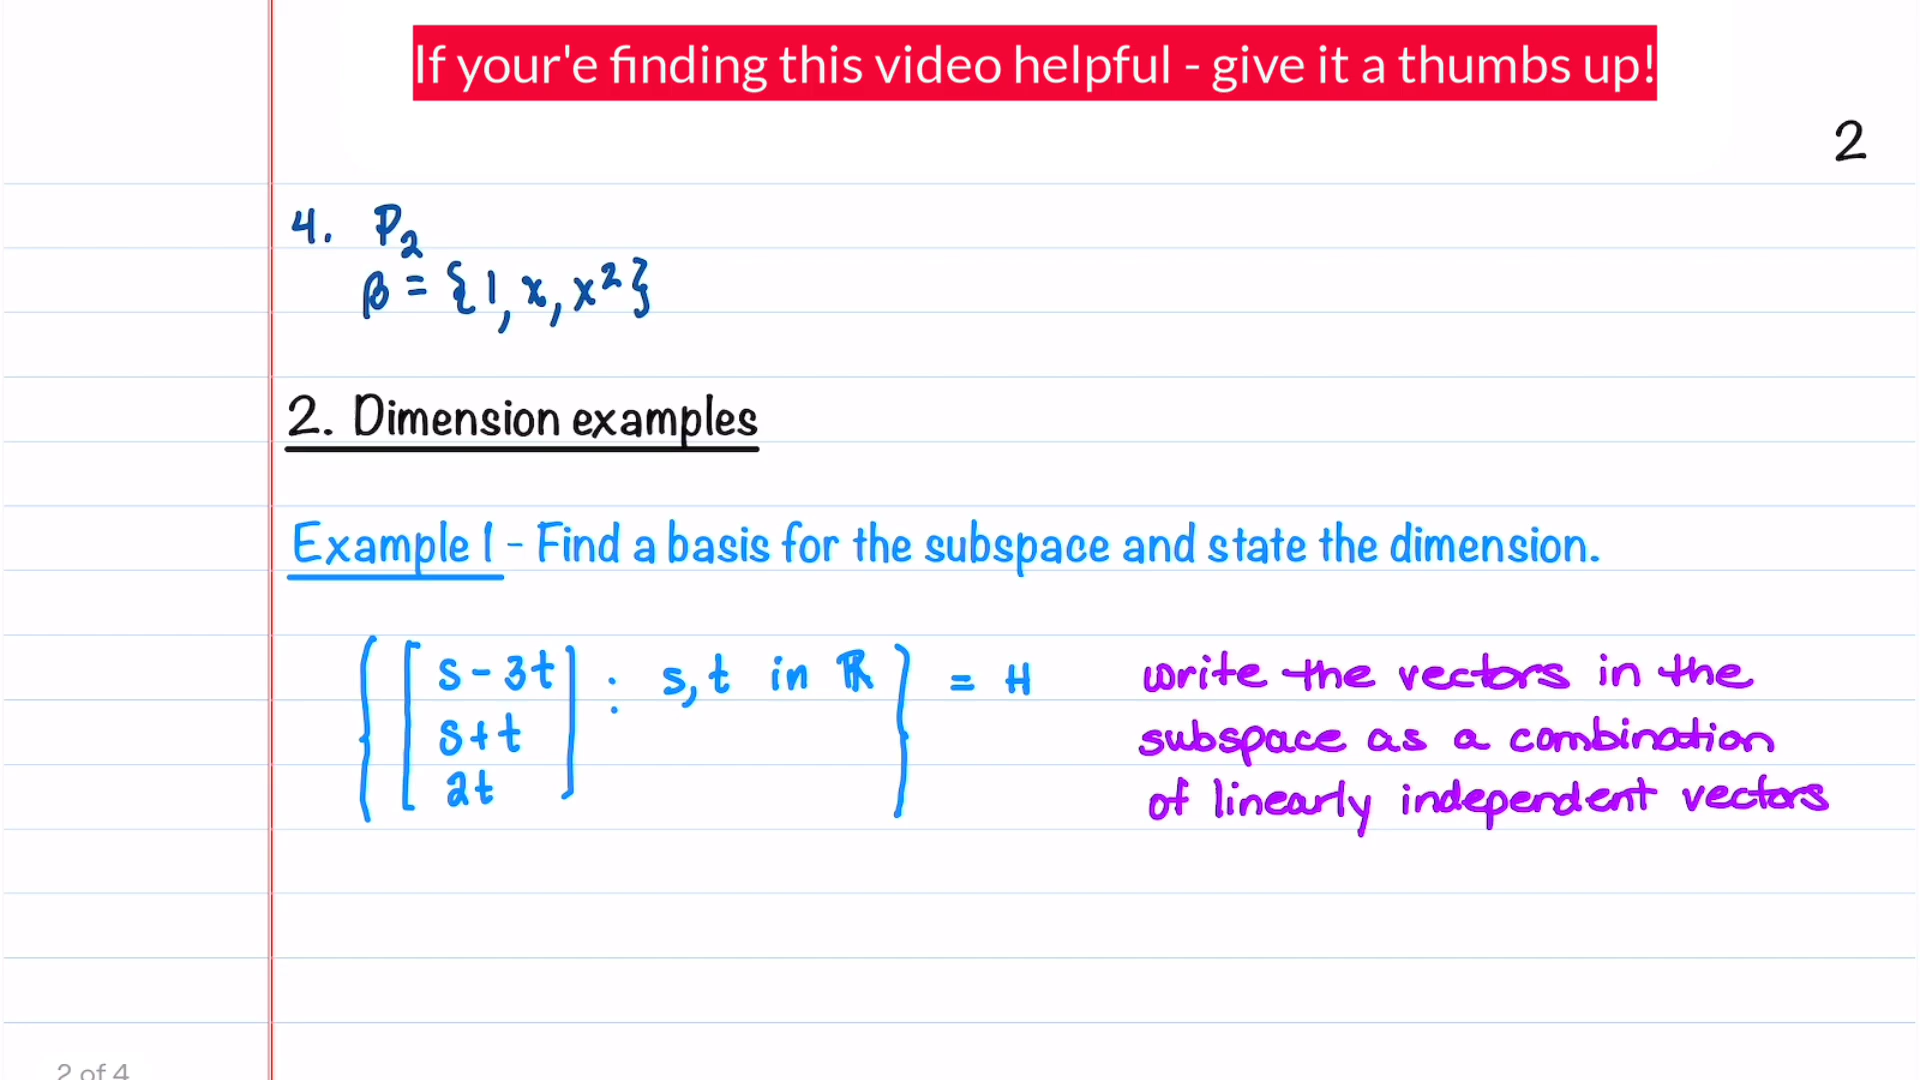 If your'e finding this video helpful - give it a thumbs up!
2
4. P₂
β = {1, x, x²}
2. Dimension examples
Example 1 - Find a basis for the subspace and state the dimension.
{ [ s - 3t ] : s, t in ℝ } = H
s + t
2t
write the vectors in the
subspace as a combination
of linearly independent vectors
2 of 4